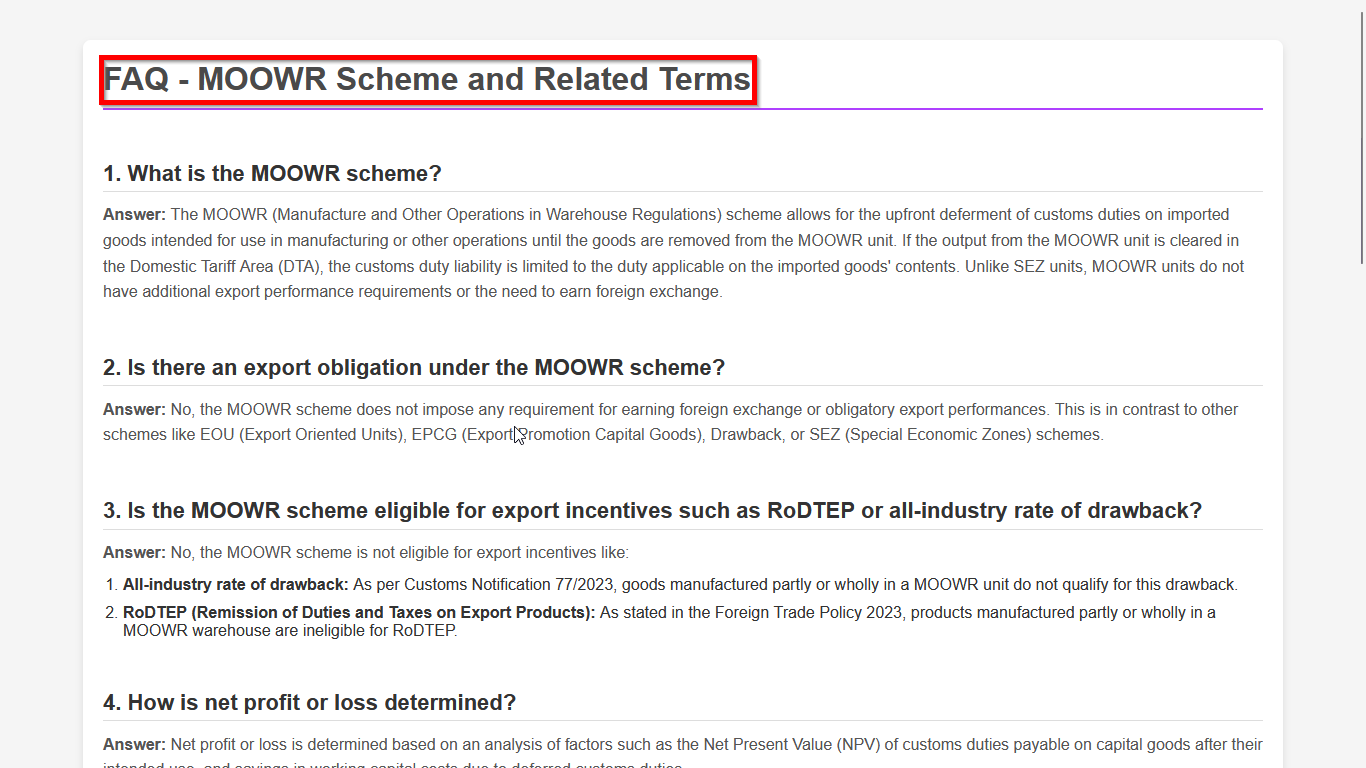 FAQ - MOOWR Scheme and Related Terms
1. What is the MOOWR scheme?
Answer: The MOOWR (Manufacture and Other Operations in Warehouse Regulations) scheme allows for the upfront deferment of customs duties on imported
goods intended for use in manufacturing or other operations until the goods are removed from the MOOWR unit. If the output from the MOOWR unit is cleared in
the Domestic Tariff Area (DTA), the customs duty liability is limited to the duty applicable on the imported goods' contents. Unlike SEZ units, MOOWR units do not
have additional export performance requirements or the need to earn foreign exchange.
2. Is there an export obligation under the MOOWR scheme?
Answer: No, the MOOWR scheme does not impose any requirement for earning foreign exchange or obligatory export performances. This is in contrast to other
schemes like EOU (Export Oriented Units), EPCG (Export Promotion Capital Goods), Drawback, or SEZ (Special Economic Zones) schemes.
3. Is the MOOWR scheme eligible for export incentives such as RoDTEP or all-industry rate of drawback?
Answer: No, the MOOWR scheme is not eligible for export incentives like:
1. All-industry rate of drawback: As per Customs Notification 77/2023, goods manufactured partly or wholly in a MOOWR unit do not qualify for this drawback.
2. RoDTEP (Remission of Duties and Taxes on Export Products): As stated in the Foreign Trade Policy 2023, products manufactured partly or wholly in a
MOOWR warehouse are ineligible for RoDTEP.
4. How is net profit or loss determined?
Answer: Net profit or loss is determined based on an analysis of factors such as the Net Present Value (NPV) of customs duties payable on capital goods after their
intended use, and savings in working capital costs due to deferred customs duties.